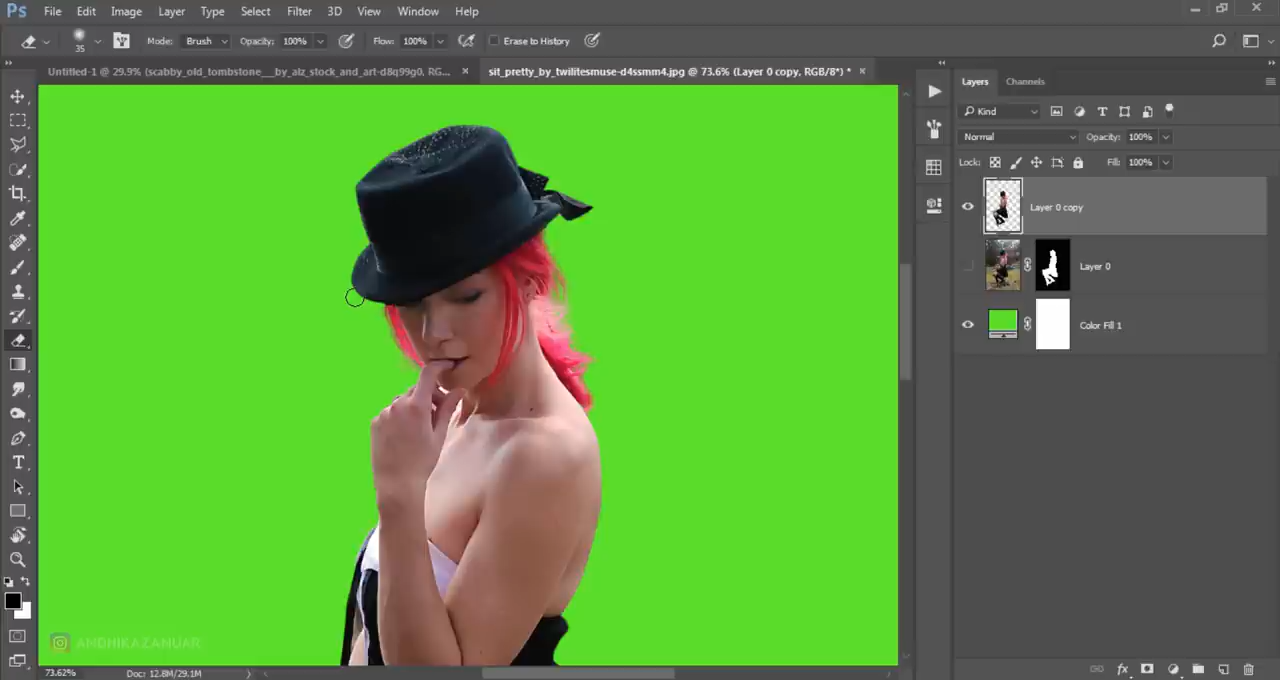 Ps File Edit Image Layer Type Select Filter 3D View Window Help
35 Mode: Brush Opacity: 100% Flow: 100% Erase to History
Untitled-1 @ 29.9% (scabby_old_tombstone__by_alz_stock_and_art-d8q99g0, RG... × sit_pretty_by_twilitesmuse-d4ssmm4.jpg @ 73.6% (Layer 0 copy, RGB/8*) * ×
Layers Channels
Kind
Normal Opacity: 100%
Lock: Fill: 100%
Layer 0 copy
Layer 0
Color Fill 1
ANDHIKAZANUAR
73.62% Doc: 12.8M/29.1M